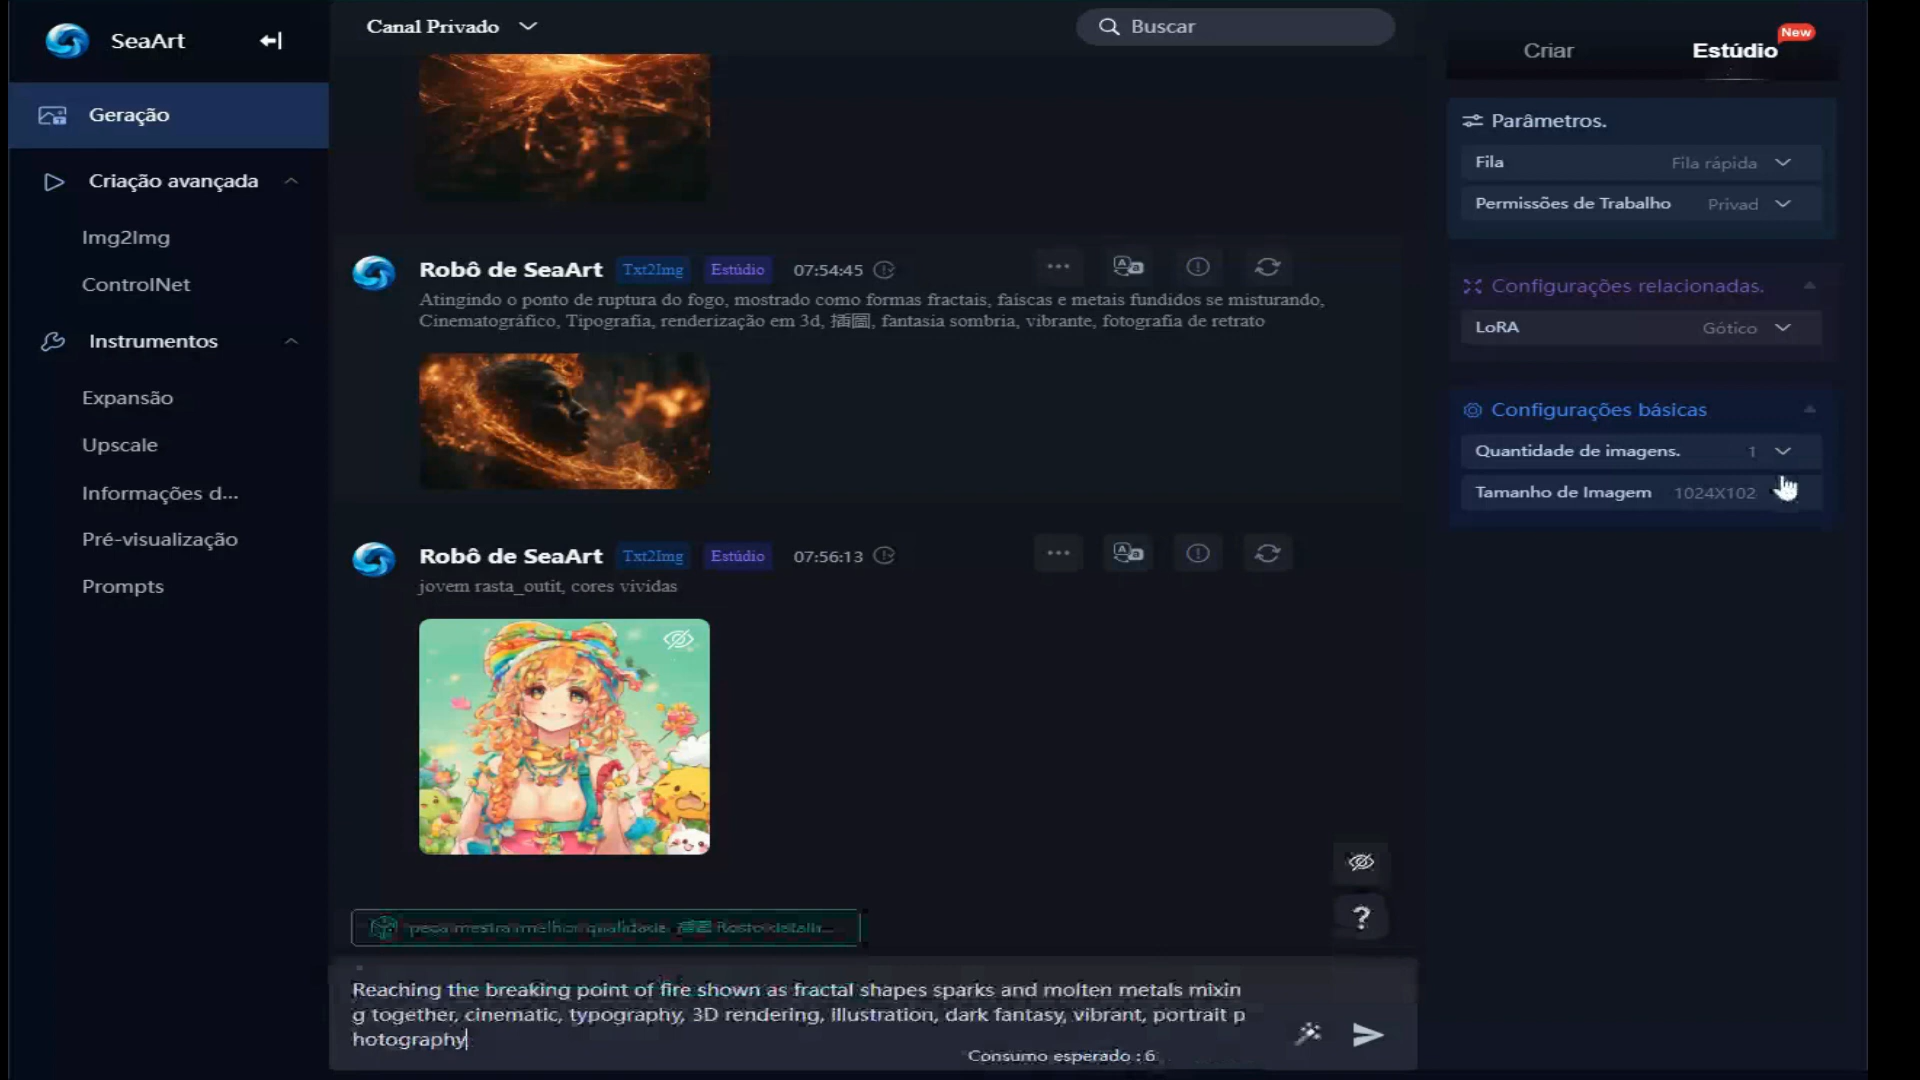 SeaArt
Canal Privado
Buscar
New
Criar
Estúdio
Geração
Criação avançada
Img2Img
ControlNet
Instrumentos
Expansão
Upscale
Informações d...
Pré-visualização
Prompts
Robô de SeaArt Txt2Img Estúdio 07:54:45
Atingindo o ponto de ruptura do fogo, mostrado como formas fractais, faíscas e metais fundidos se misturando,
Cinematográfico, Tipografia, renderização em 3d, 插圖, fantasia sombria, vibrante, fotografia de retrato
Robô de SeaArt Txt2Img Estúdio 07:56:13
jovem rasta_outit, cores vividas
peça mestra melhor qualidade
Reaching the breaking point of fire shown as fractal shapes sparks and molten metals mixin
g together, cinematic, typography, 3D rendering, illustration, dark fantasy, vibrant, portrait p
hotography
Consumo esperado : 6
Parâmetros.
Fila Fila rápida
Permissões de Trabalho Privad
Configurações relacionadas.
LoRA Gótico
Configurações básicas
Quantidade de imagens. 1
Tamanho de Imagem 1024X102